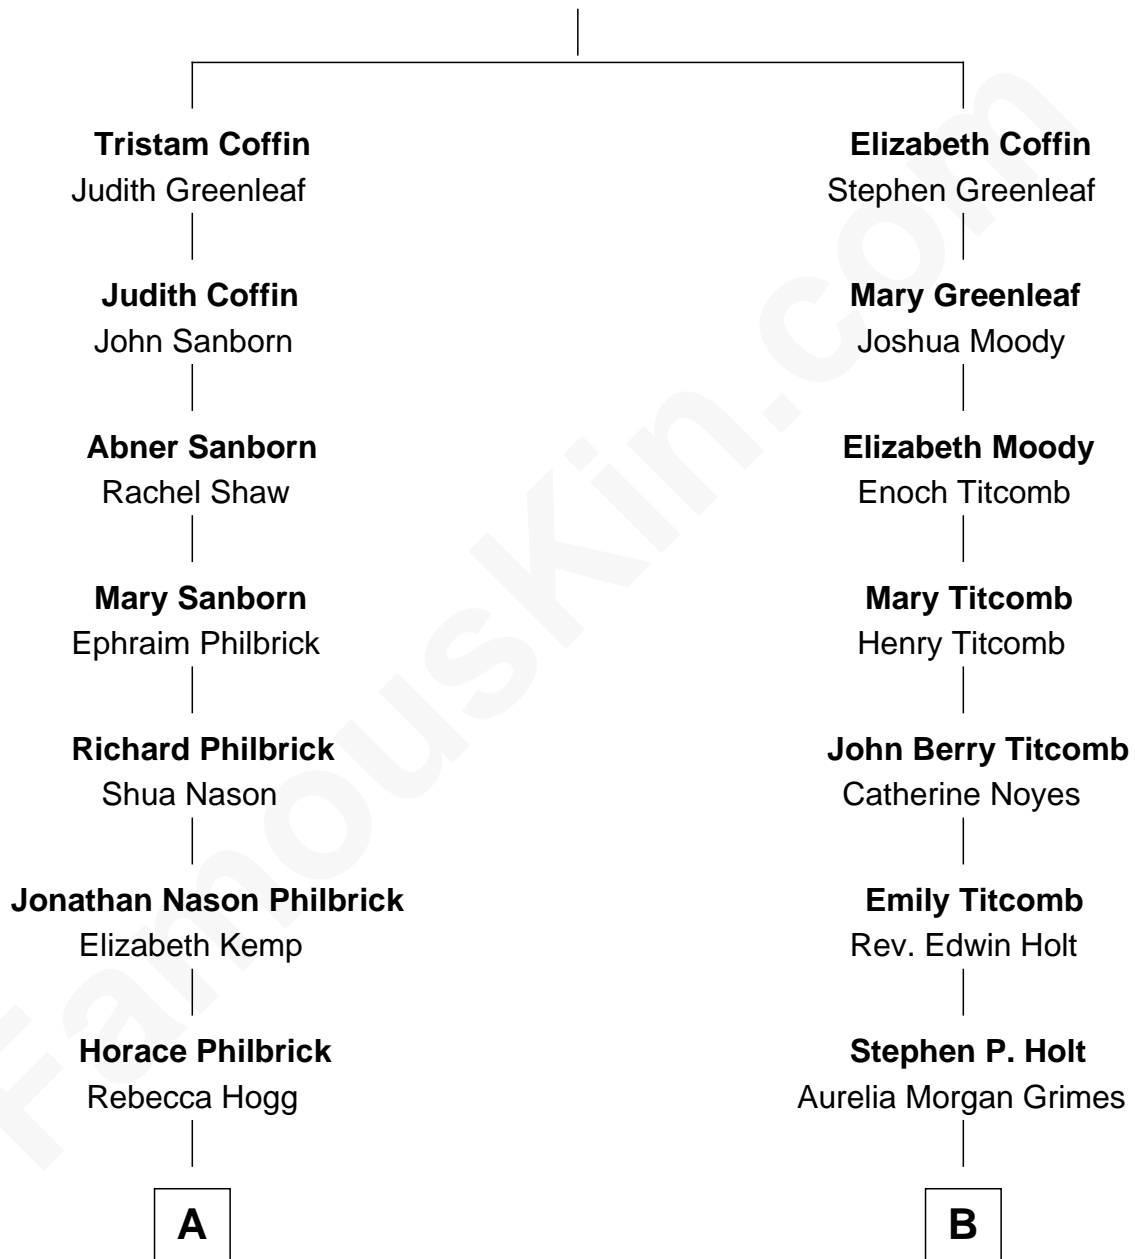 Tristam Coffin
Judith Greenleaf
Judith Coffin
John Sanborn
Abner Sanborn
Rachel Shaw
Mary Sanborn
Ephraim Philbrick
Richard Philbrick
Shua Nason
Jonathan Nason Philbrick
Elizabeth Kemp
Horace Philbrick
Rebecca Hogg
A
Elizabeth Coffin
Stephen Greenleaf
Mary Greenleaf
Joshua Moody
Elizabeth Moody
Enoch Titcomb
Mary Titcomb
Henry Titcomb
John Berry Titcomb
Catherine Noyes
Emily Titcomb
Rev. Edwin Holt
Stephen P. Holt
Aurelia Morgan Grimes
B
FamousKin.com